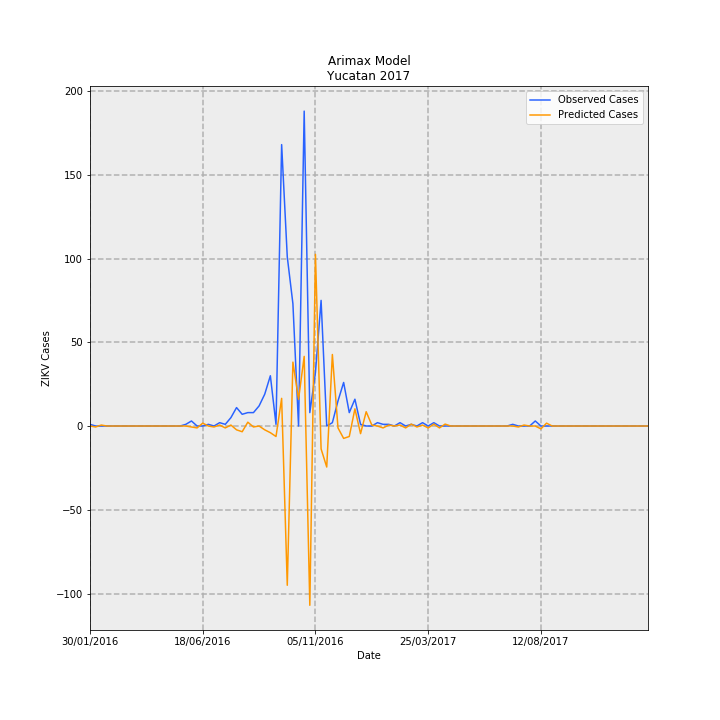 Arimax Model
Yucatan 2017
Observed Cases
Predicted Cases
200
150
100
50
0
−50
−100
ZIKV Cases
30/01/2016
18/06/2016
05/11/2016
25/03/2017
12/08/2017
Date